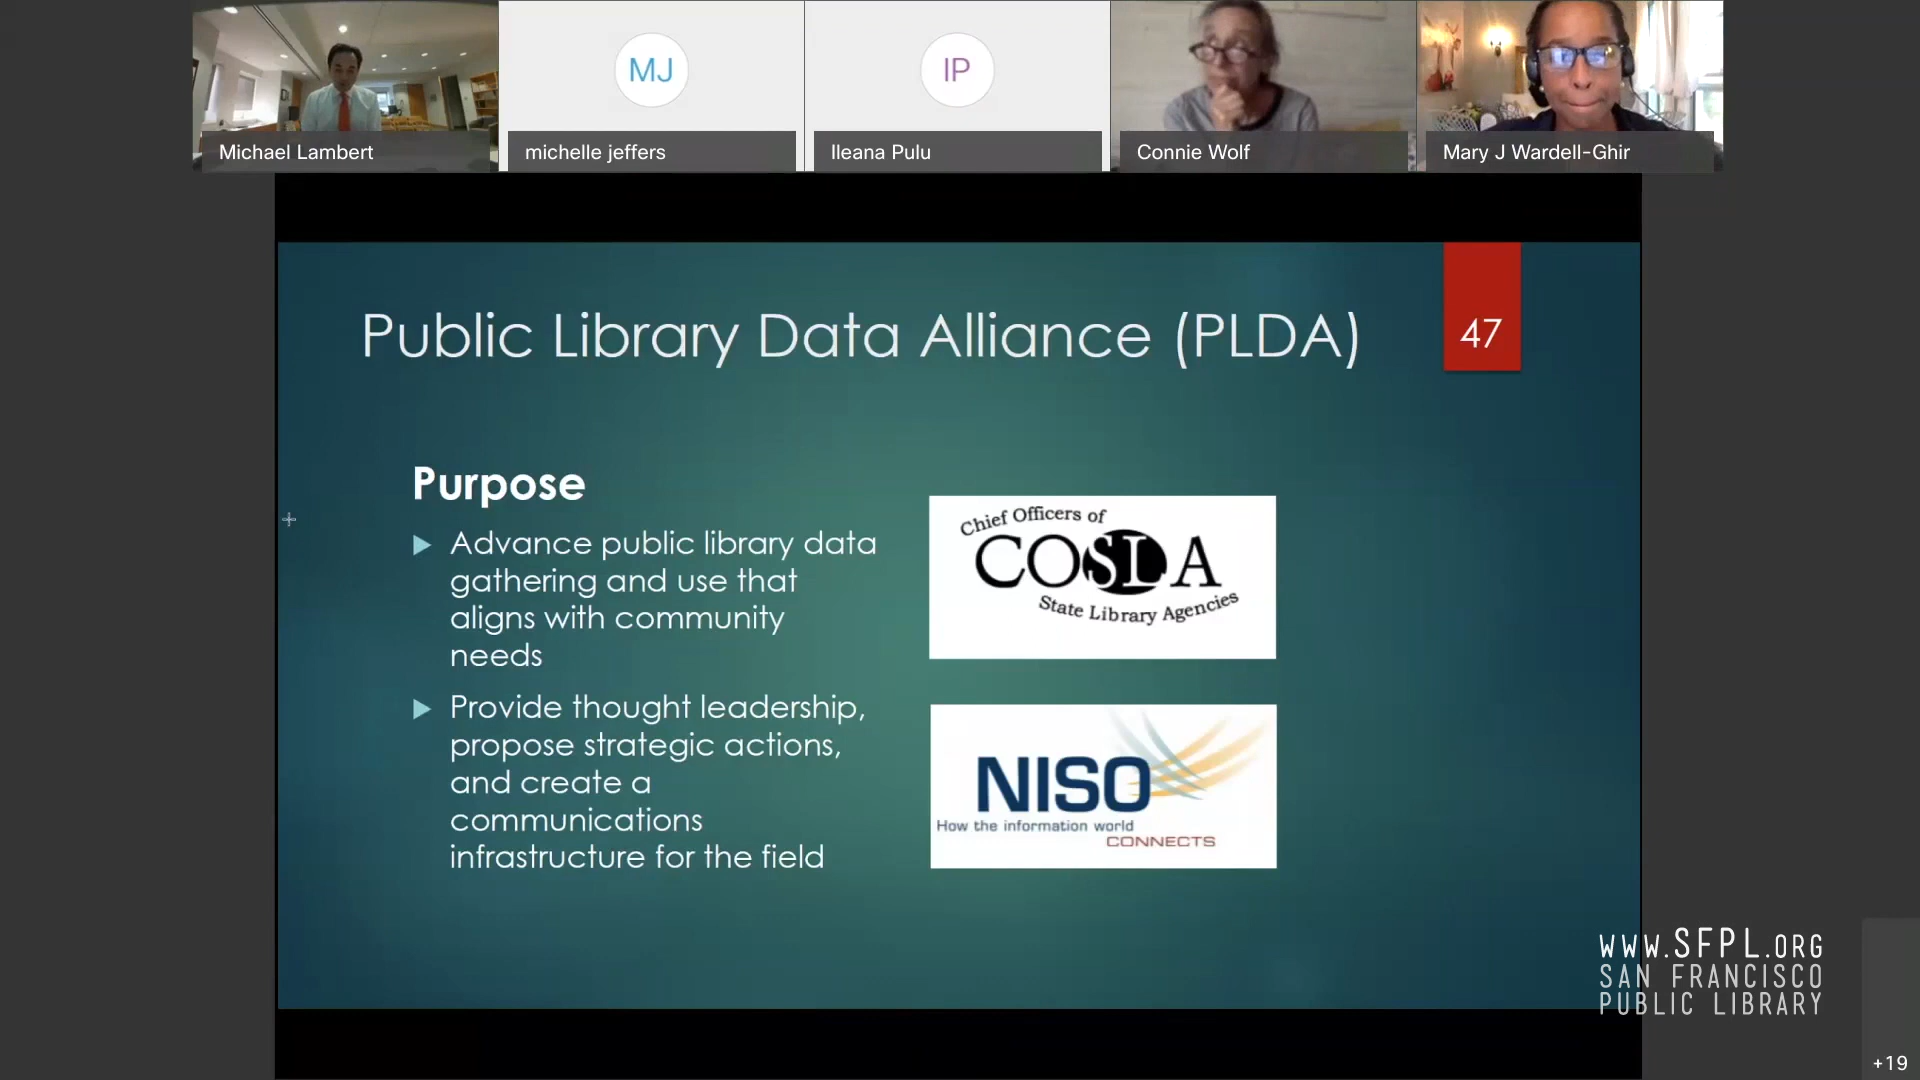 MJ
IP
Michael Lambert
michelle jeffers
Ileana Pulu
Connie Wolf
Mary J Wardell-Ghir
Public Library Data Alliance (PLDA)
47
Purpose
Advance public library data
gathering and use that
aligns with community
needs
Provide thought leadership,
propose strategic actions,
and create a
communications
infrastructure for the field
Chief Officers of
COSLA
State Library Agencies
NISO
How the information world
CONNECTS
WWW.SFPL.ORG
SAN FRANCISCO
PUBLIC LIBRARY
+19